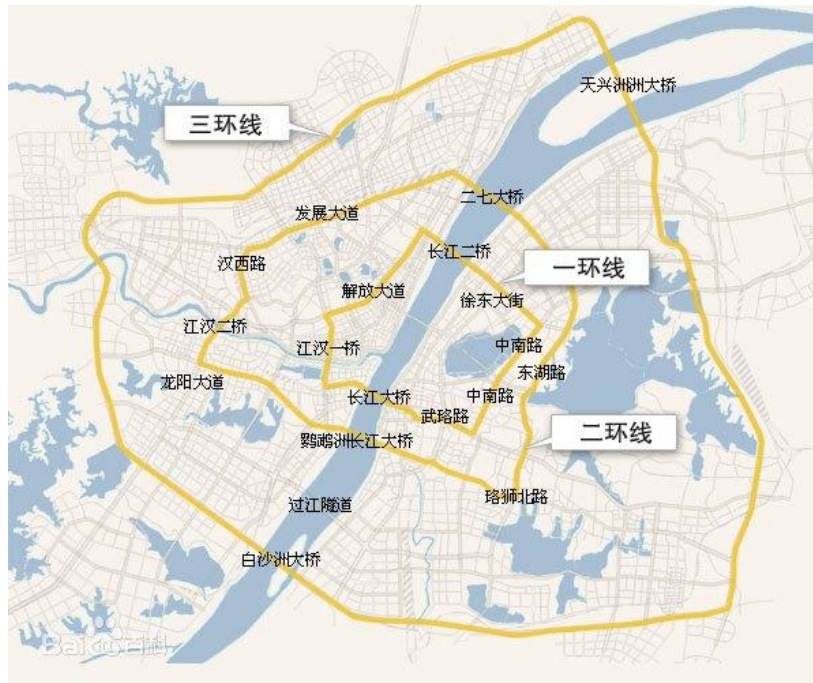 天兴洲洲大桥
三环线
二七大桥
发展大道
长江二桥
汉西路
一环线
解放大道
徐东大街
江汉二桥
江汉一桥
中南路
东湖路
龙阳大道
长江大桥
中南路
武珞路
二环线
鹦鹉洲长江大桥
珞狮北路
过江隧道
白沙洲大桥
Baidu百科